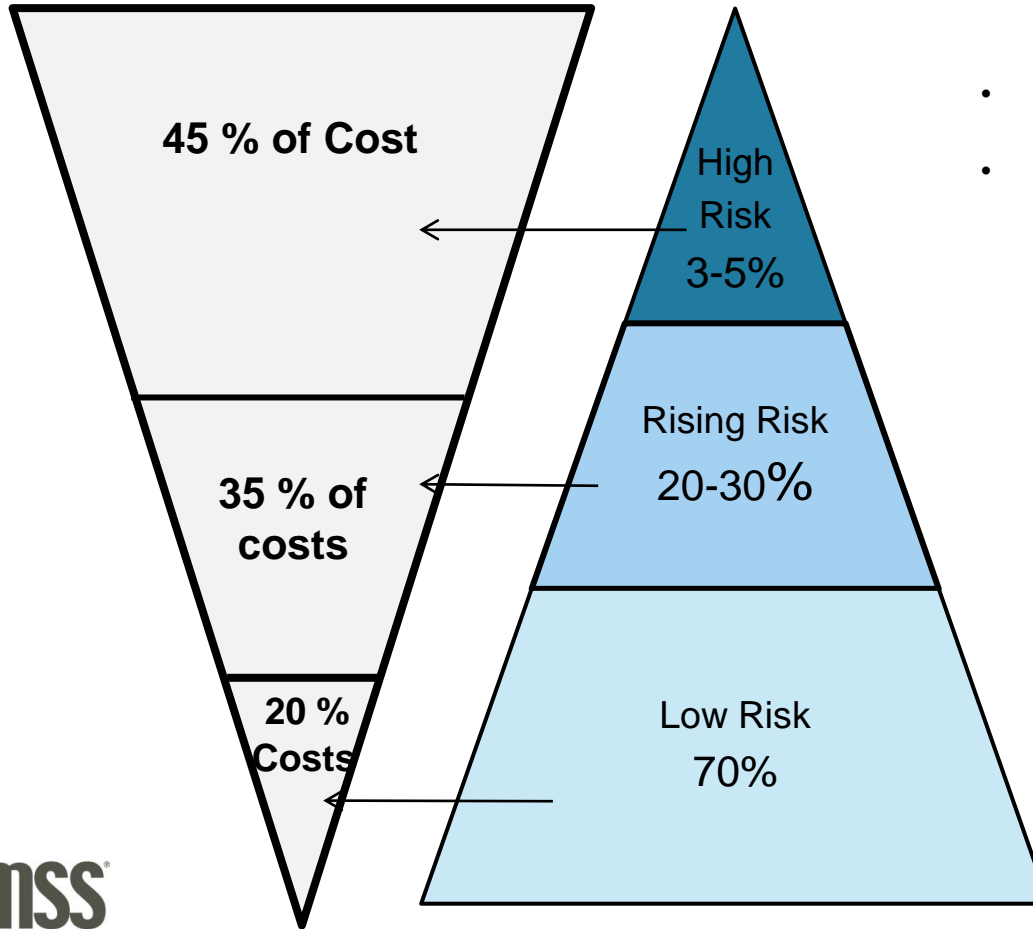 45 % of Cost
High
Risk
3-5%
Rising Risk
20-30%
35 % of
costs
20 %
Costs
Low Risk
70%